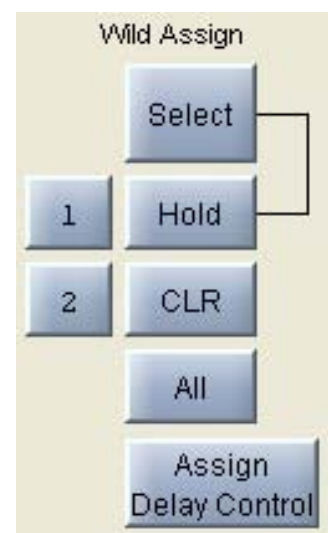 Wild Assign
Select
1 Hold
2 CLR
All
Assign
Delay Control